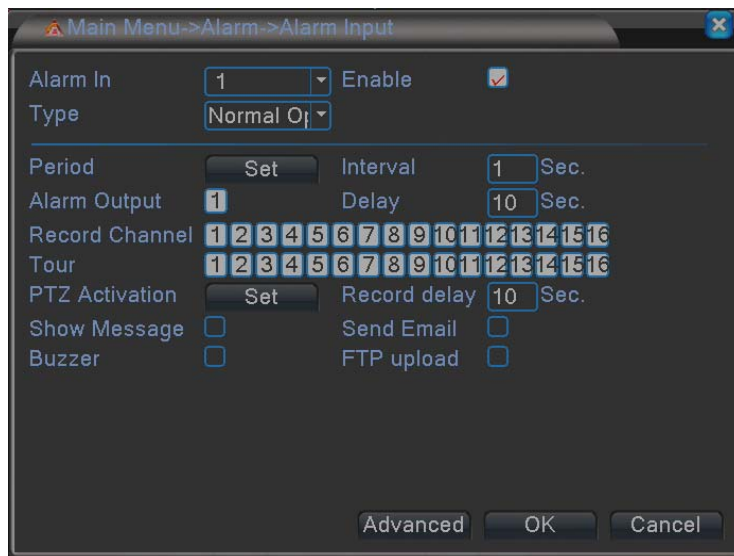 Main Menu->Alarm->Alarm Input
Alarm In 1 Enable
Type Normal Op
Period Set Interval 1 Sec.
Alarm Output 1 Delay 10 Sec.
Record Channel 1 2 3 4 5 6 7 8 9 10 11 12 13 14 15 16
Tour 1 2 3 4 5 6 7 8 9 10 11 12 13 14 15 16
PTZ Activation Set Record delay 10 Sec.
Show Message Send Email
Buzzer FTP upload
Advanced OK Cancel